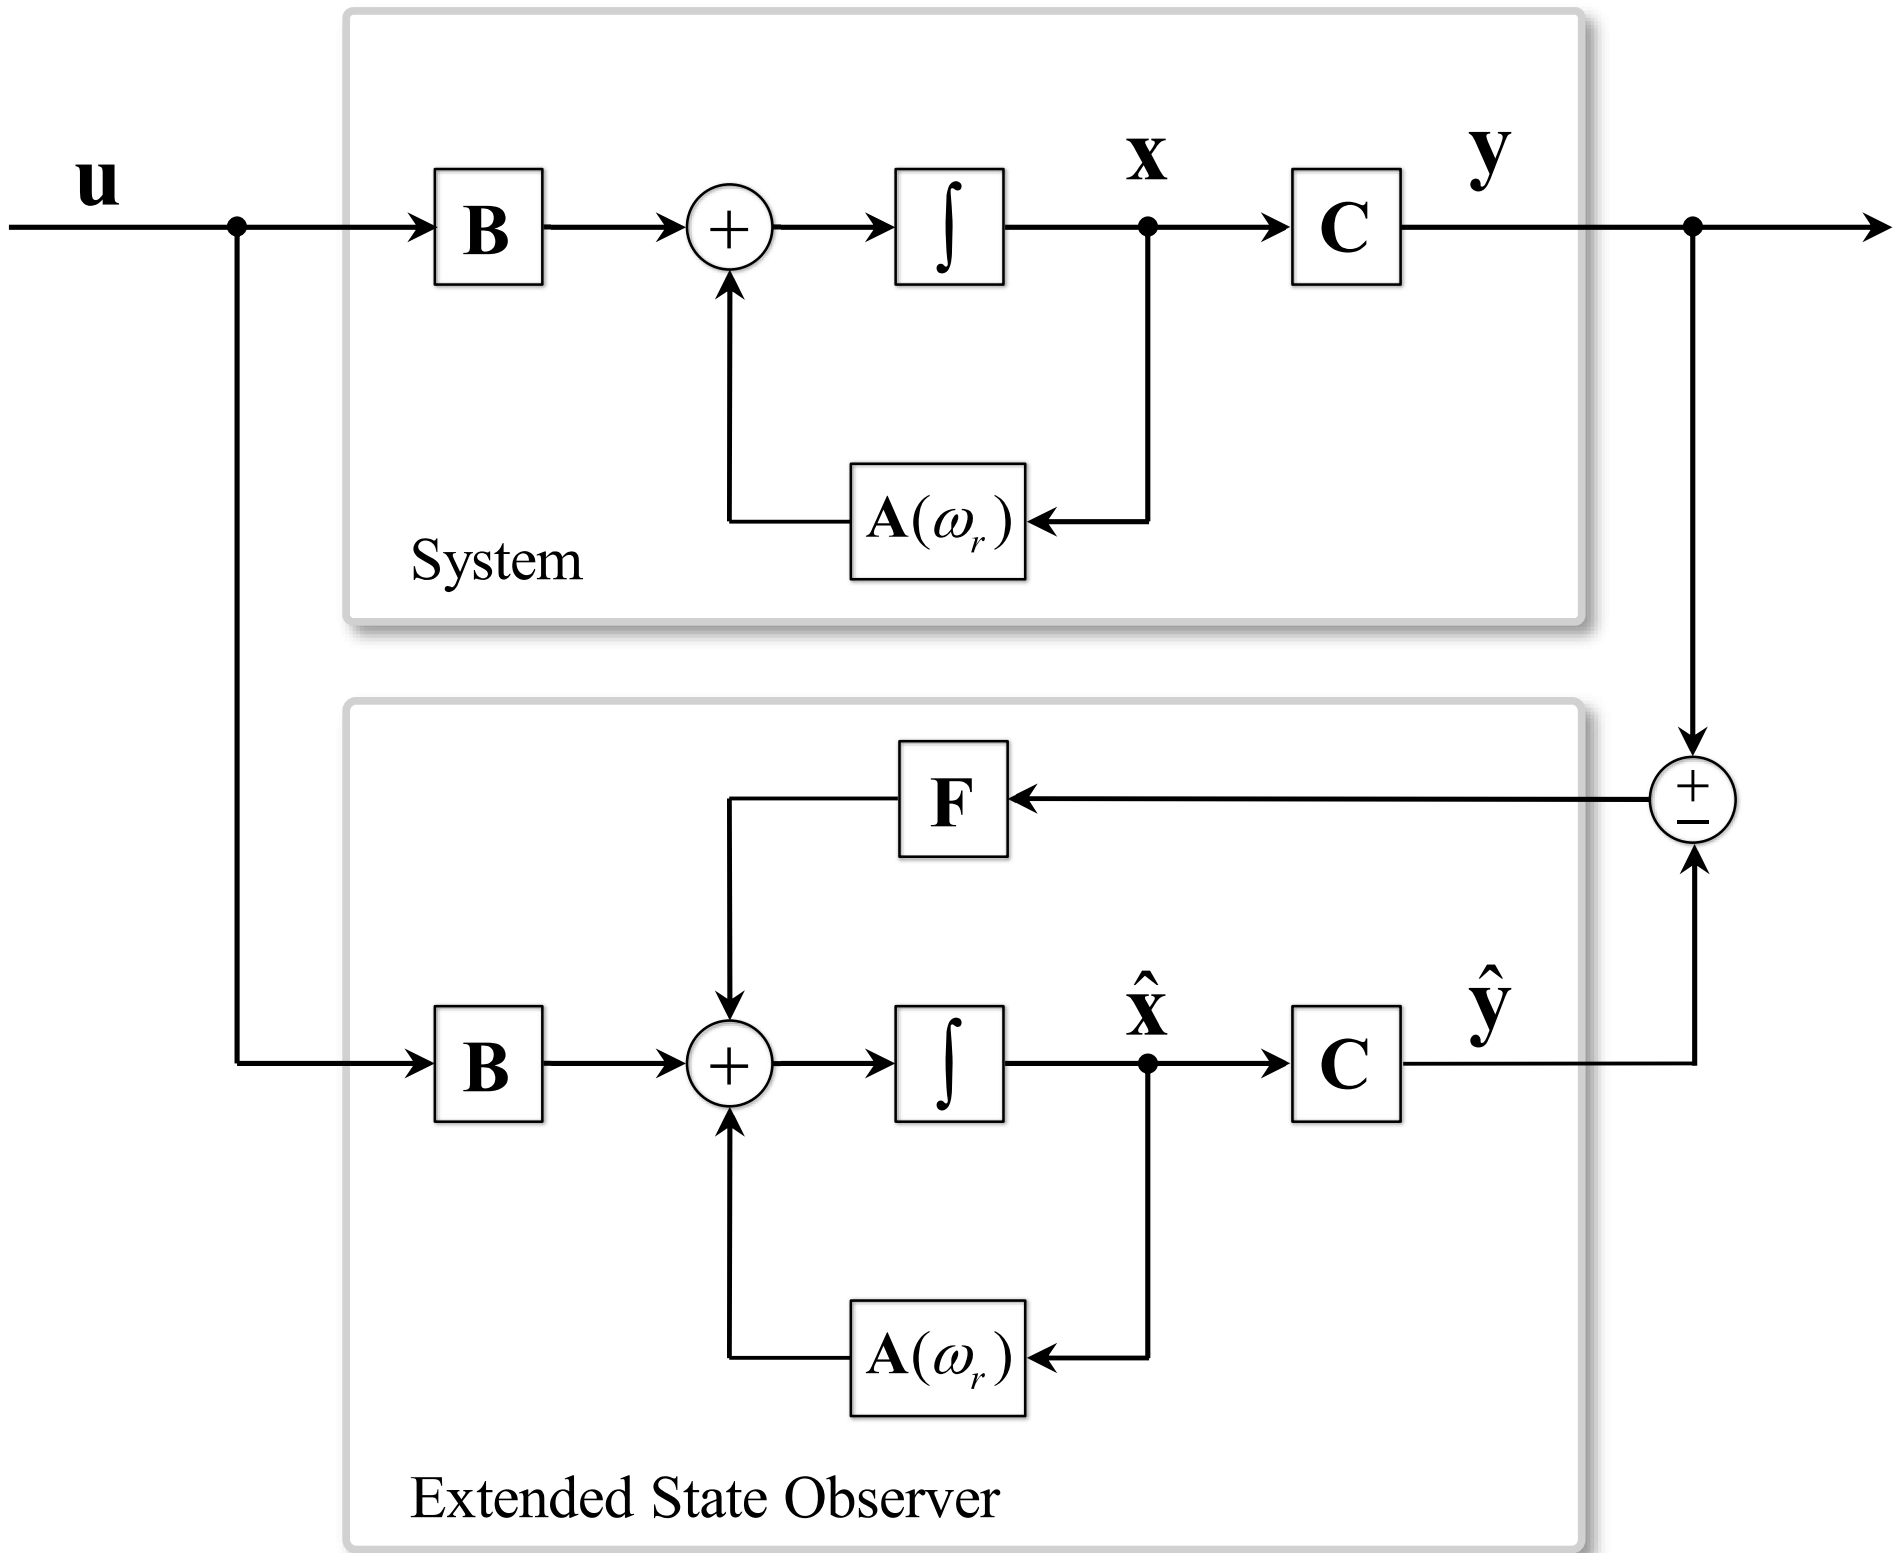 u
B
+
∫
x
C
y
A(ωr)
System
F
+
−
B
+
∫
x̂
C
ŷ
A(ωr)
Extended State Observer